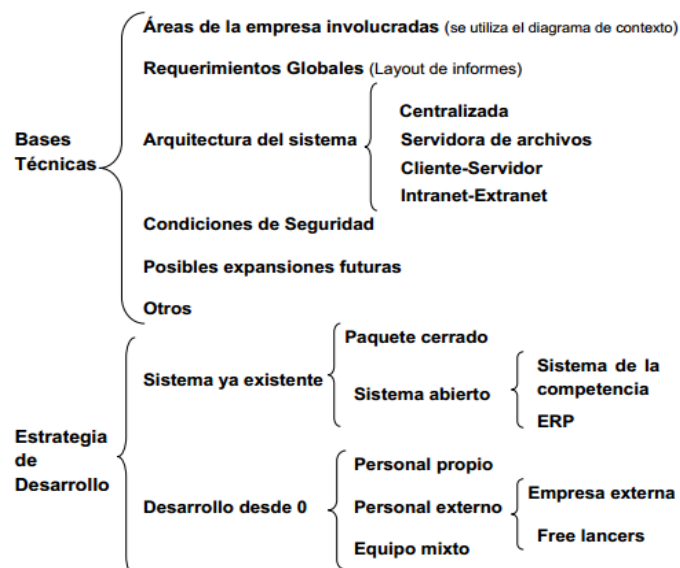 Áreas de la empresa involucradas (se utiliza el diagrama de contexto)
Requerimientos Globales (Layout de informes)
Bases
Técnicas
Arquitectura del sistema
Centralizada
Servidora de archivos
Cliente-Servidor
Intranet-Extranet
Condiciones de Seguridad
Posibles expansiones futuras
Otros
Estrategia
de
Desarrollo
Sistema ya existente
Paquete cerrado
Sistema abierto
Sistema de la
competencia
ERP
Desarrollo desde 0
Personal propio
Personal externo
Empresa externa
Free lancers
Equipo mixto